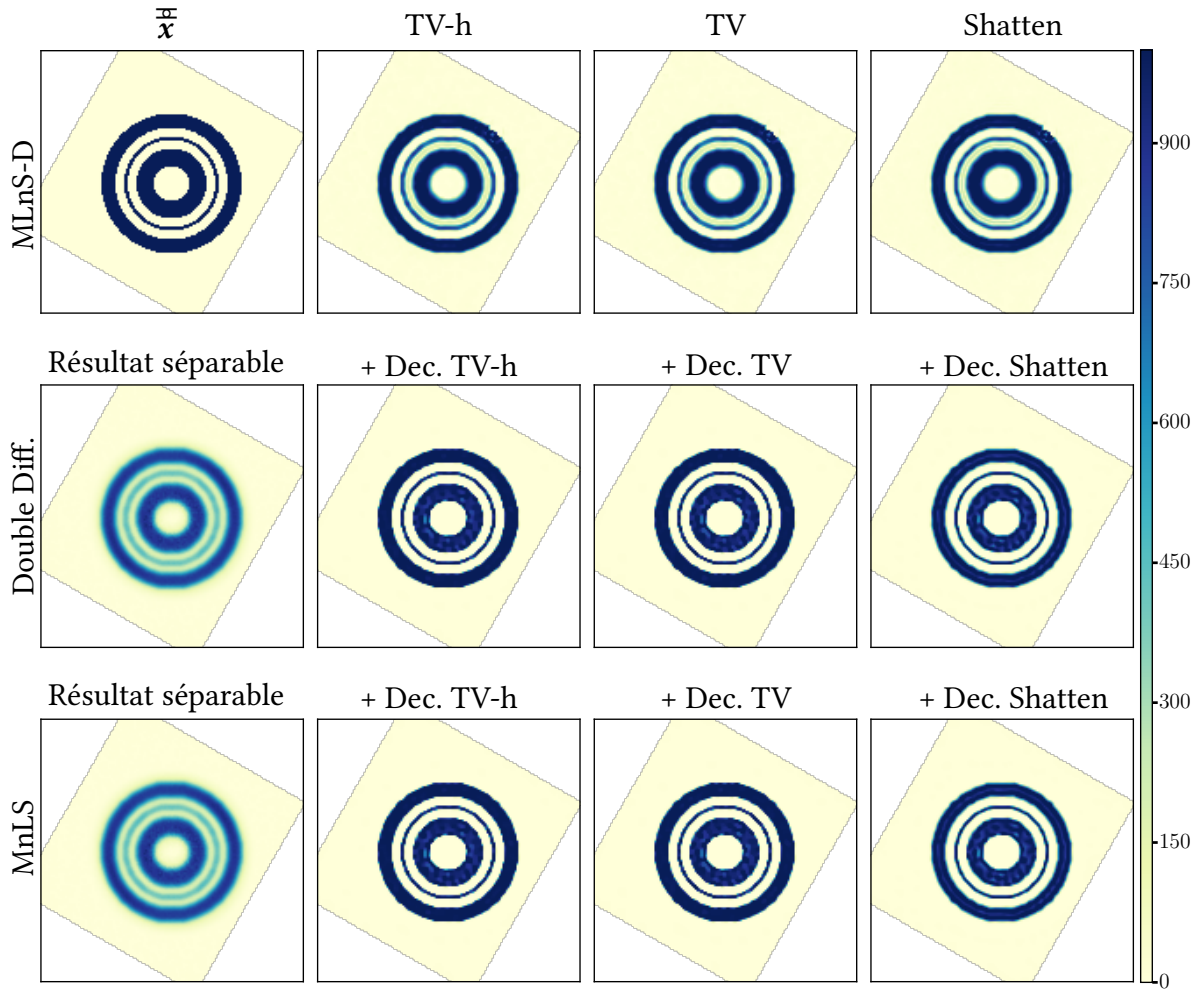 TV-h
TV
Shatten
MLnS-D
Résultat séparable
+ Dec. TV-h
+ Dec. TV
+ Dec. Shatten
Double Diff.
Résultat séparable
+ Dec. TV-h
+ Dec. TV
+ Dec. Shatten
MnLS
900
750
600
450
300
150
0